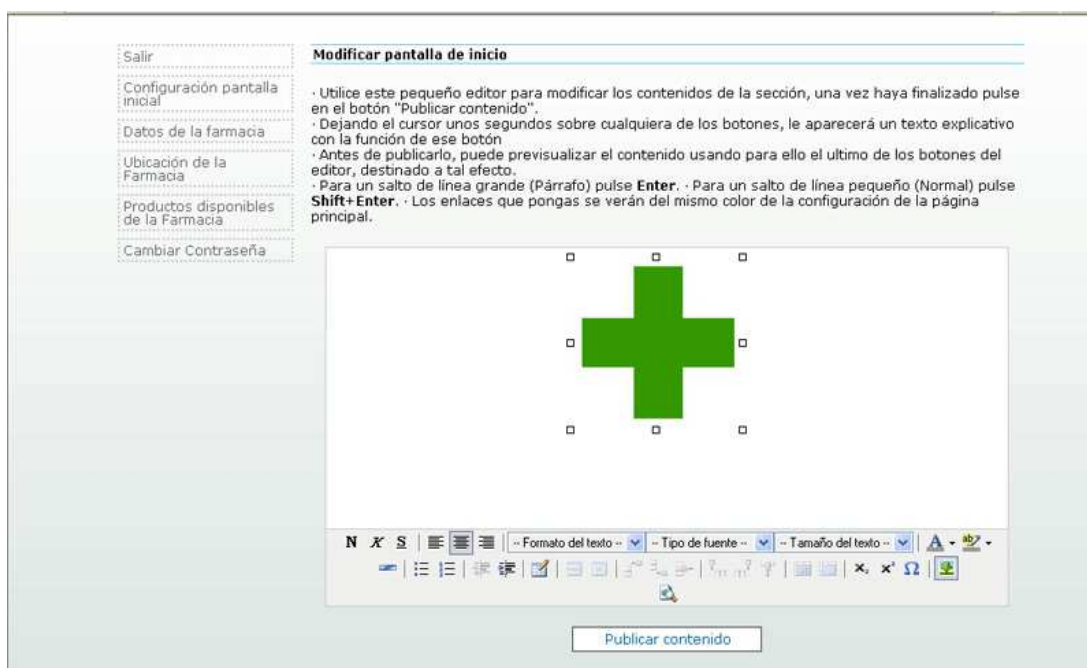 Salir
Configuración pantalla
inicial
Datos de la farmacia
Ubicación de la
Farmacia
Productos disponibles
de la Farmacia
Cambiar Contraseña
Modificar pantalla de inicio
· Utilice este pequeño editor para modificar los contenidos de la sección, una vez haya finalizado pulse
en el botón "Publicar contenido".
· Dejando el cursor unos segundos sobre cualquiera de los botones, le aparecerá un texto explicativo
con la función de ese botón
· Antes de publicarlo, puede previsualizar el contenido usando para ello el ultimo de los botones del
editor, destinado a tal efecto.
· Para un salto de línea grande (Párrafo) pulse Enter. · Para un salto de línea pequeño (Normal) pulse
Shift+Enter. · Los enlaces que pongas se verán del mismo color de la configuración de la página
principal.
N K S -- Formato del texto -- -- Tipo de fuente -- -- Tamaño del texto -- A ab
x₂ x² Ω
Publicar contenido